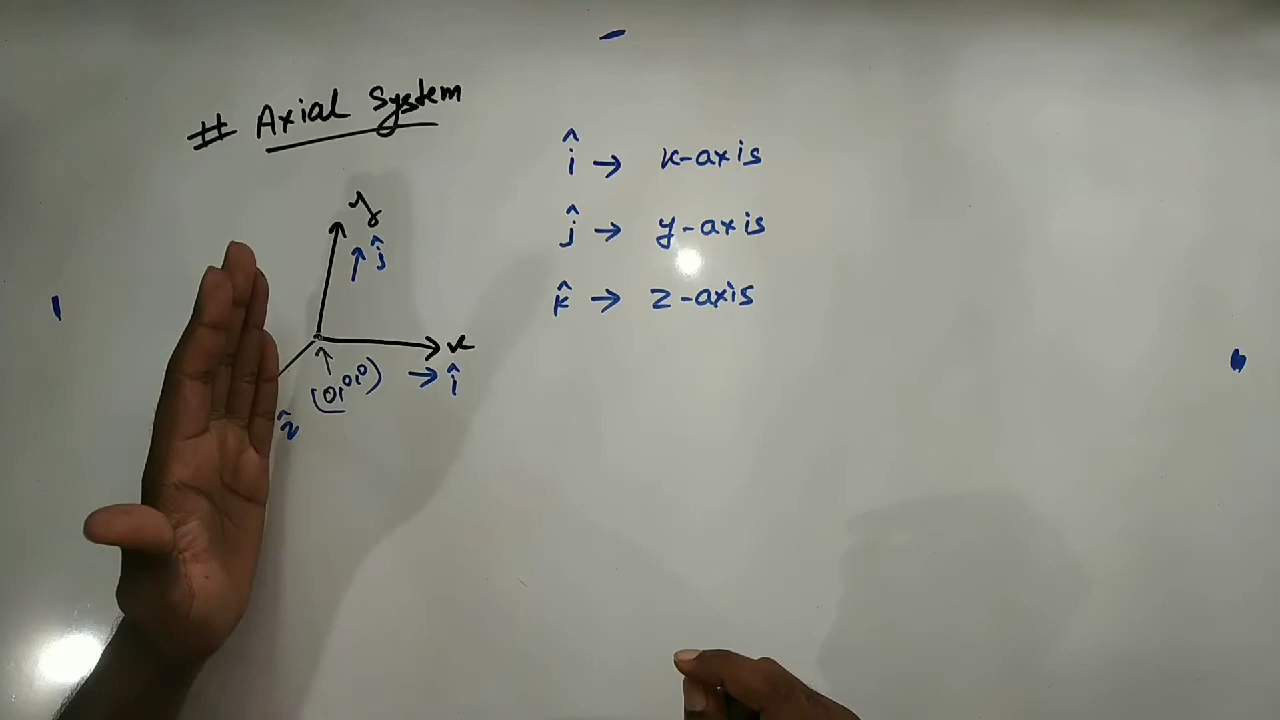 # Axial System
î → x-axis
ĵ → y-axis
k̂ → z-axis
y
↑ ĵ
x
(0,0,0)
→ î